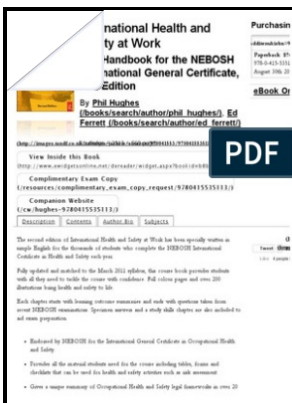 national Health and
ty at Work
Handbook for the NEBOSH
national General Certificate,
Edition
By Phil Hughes
(/books/search/author/phil_hughes/), Ed
Ferrett (/books/search/author/ed_ferrett/)
View Inside this Book
Complimentary Exam Copy
(/resources/complimentary_exam_copy_request/9780415535113/)
Companion Website
(/cw/hughes-9780415535113/)
Description Contents Author Bio Subjects
The second edition of International Health and Safety at Work has been specially written in
simple English for the thousands of students who complete the NEBOSH International
Certificate in Health and Safety each year.
Fully updated and matched to the March 2011 syllabus, this course book provides students
with all they need to tackle the course with confidence. Full colour pages and over 200
illustrations bring health and safety to life.
Each chapter starts with learning outcome summaries and ends with questions taken from
recent NEBOSH examinations. Specimen answers and a study skills chapter are also included to
aid exam preparation.
• Endorsed by NEBOSH for the International General Certificate in Occupational Health
and Safety
• Provides all the material students need for the course including tables, forms and
checklists that can be used for health and safety activities such as risk assessment
• Gives a unique summary of Occupational Health and Safety legal frameworks in over 20
Purchasin
August 30th, 20
eBook Or
PDF
Tweet